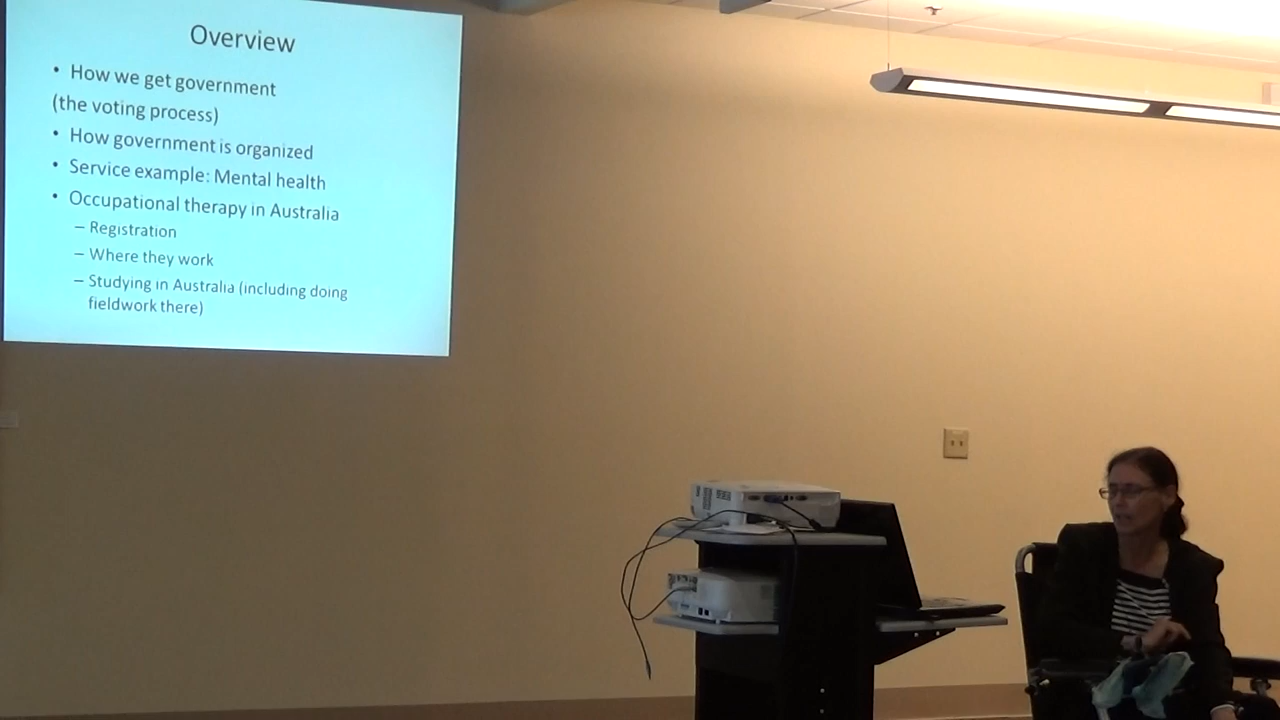 Overview
• How we get government
(the voting process)
• How government is organized
• Service example: Mental health
• Occupational therapy in Australia
– Registration
– Where they work
– Studying in Australia (including doing
fieldwork there)